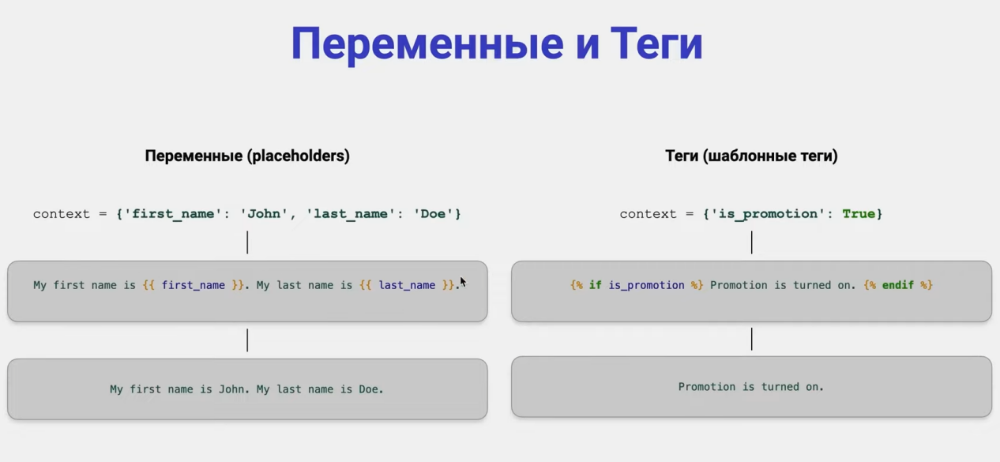 Переменные и Теги
Переменные (placeholders)
context = {'first_name': 'John', 'last_name': 'Doe'}
My first name is {{ first_name }}. My last name is {{ last_name }}.
My first name is John. My last name is Doe.
Теги (шаблонные теги)
context = {'is_promotion': True}
{% if is_promotion %} Promotion is turned on. {% endif %}
Promotion is turned on.